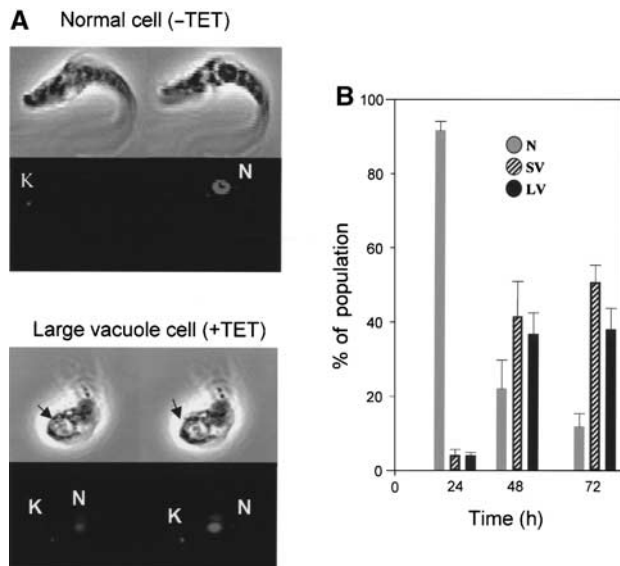 A
Normal cell (–TET)
K
N
Large vacuole cell (+TET)
K
N
K
N
B
100
80
60
40
20
0
% of population
N
SV
LV
0
24
48
72
Time (h)